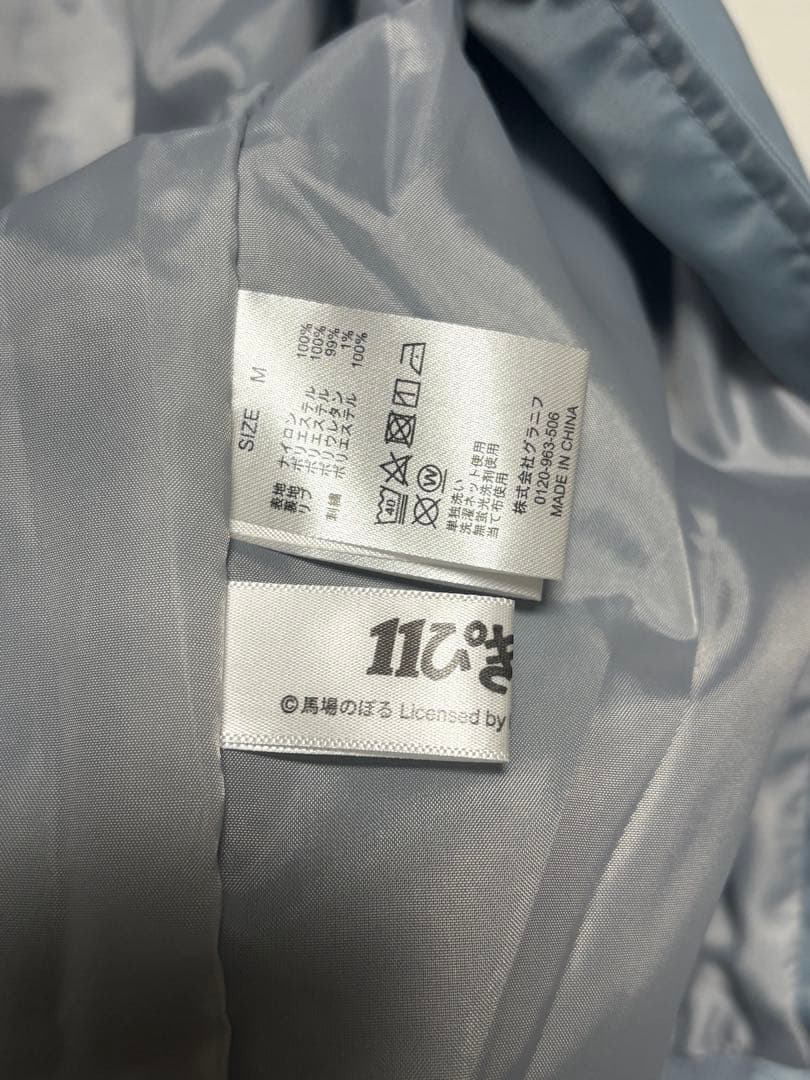 SIZE M
表地 ナイロン 100%
裏地 ポリエステル 100%
リブ ポリエステル 99%
ポリウレタン 1%
刺繍 ポリエステル 100%
40
W
単独洗い
洗濯ネット使用
無蛍光洗剤使用
当て布使用
株式会社グラニフ
0120-963-506
MADE IN CHINA
11ぴき
©馬場のぼる Licensed by